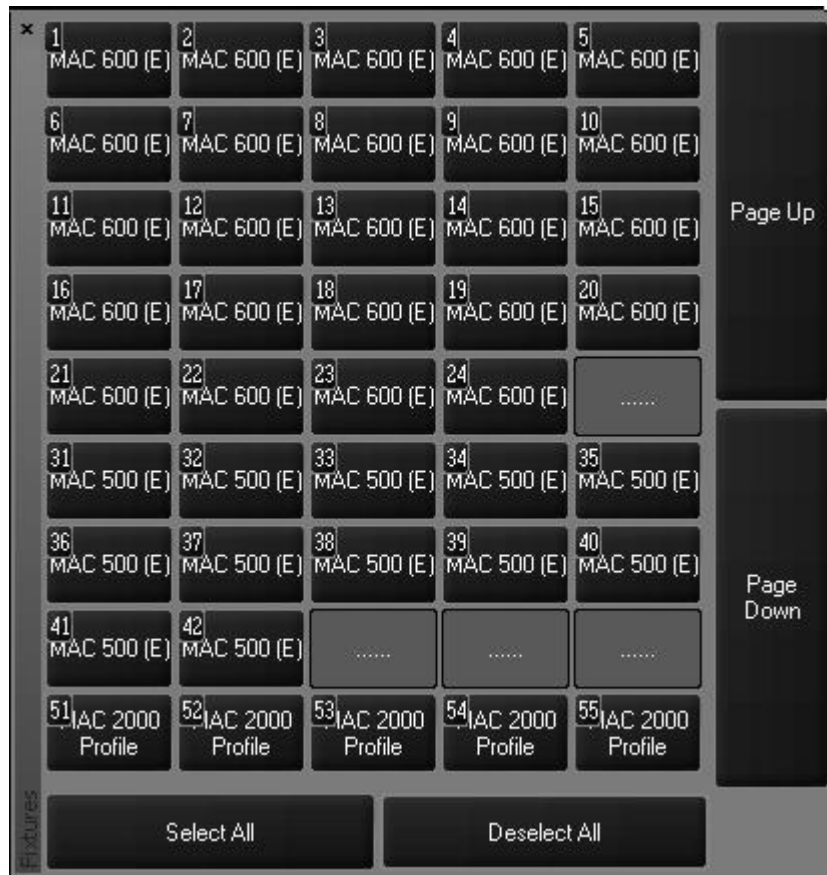 ×
1 MAC 600 (E) 2 MAC 600 (E) 3 MAC 600 (E) 4 MAC 600 (E) 5 MAC 600 (E)
6 MAC 600 (E) 7 MAC 600 (E) 8 MAC 600 (E) 9 MAC 600 (E) 10 MAC 600 (E)
11 MAC 600 (E) 12 MAC 600 (E) 13 MAC 600 (E) 14 MAC 600 (E) 15 MAC 600 (E)
Page Up
16 MAC 600 (E) 17 MAC 600 (E) 18 MAC 600 (E) 19 MAC 600 (E) 20 MAC 600 (E)
21 MAC 600 (E) 22 MAC 600 (E) 23 MAC 600 (E) 24 MAC 600 (E) ......
31 MAC 500 (E) 32 MAC 500 (E) 33 MAC 500 (E) 34 MAC 500 (E) 35 MAC 500 (E)
36 MAC 500 (E) 37 MAC 500 (E) 38 MAC 500 (E) 39 MAC 500 (E) 40 MAC 500 (E)
Page
Down
41 MAC 500 (E) 42 MAC 500 (E) ...... ...... ......
51 MAC 2000 52 MAC 2000 53 MAC 2000 54 MAC 2000 55 MAC 2000
Profile Profile Profile Profile Profile
Fixtures
Select All Deselect All